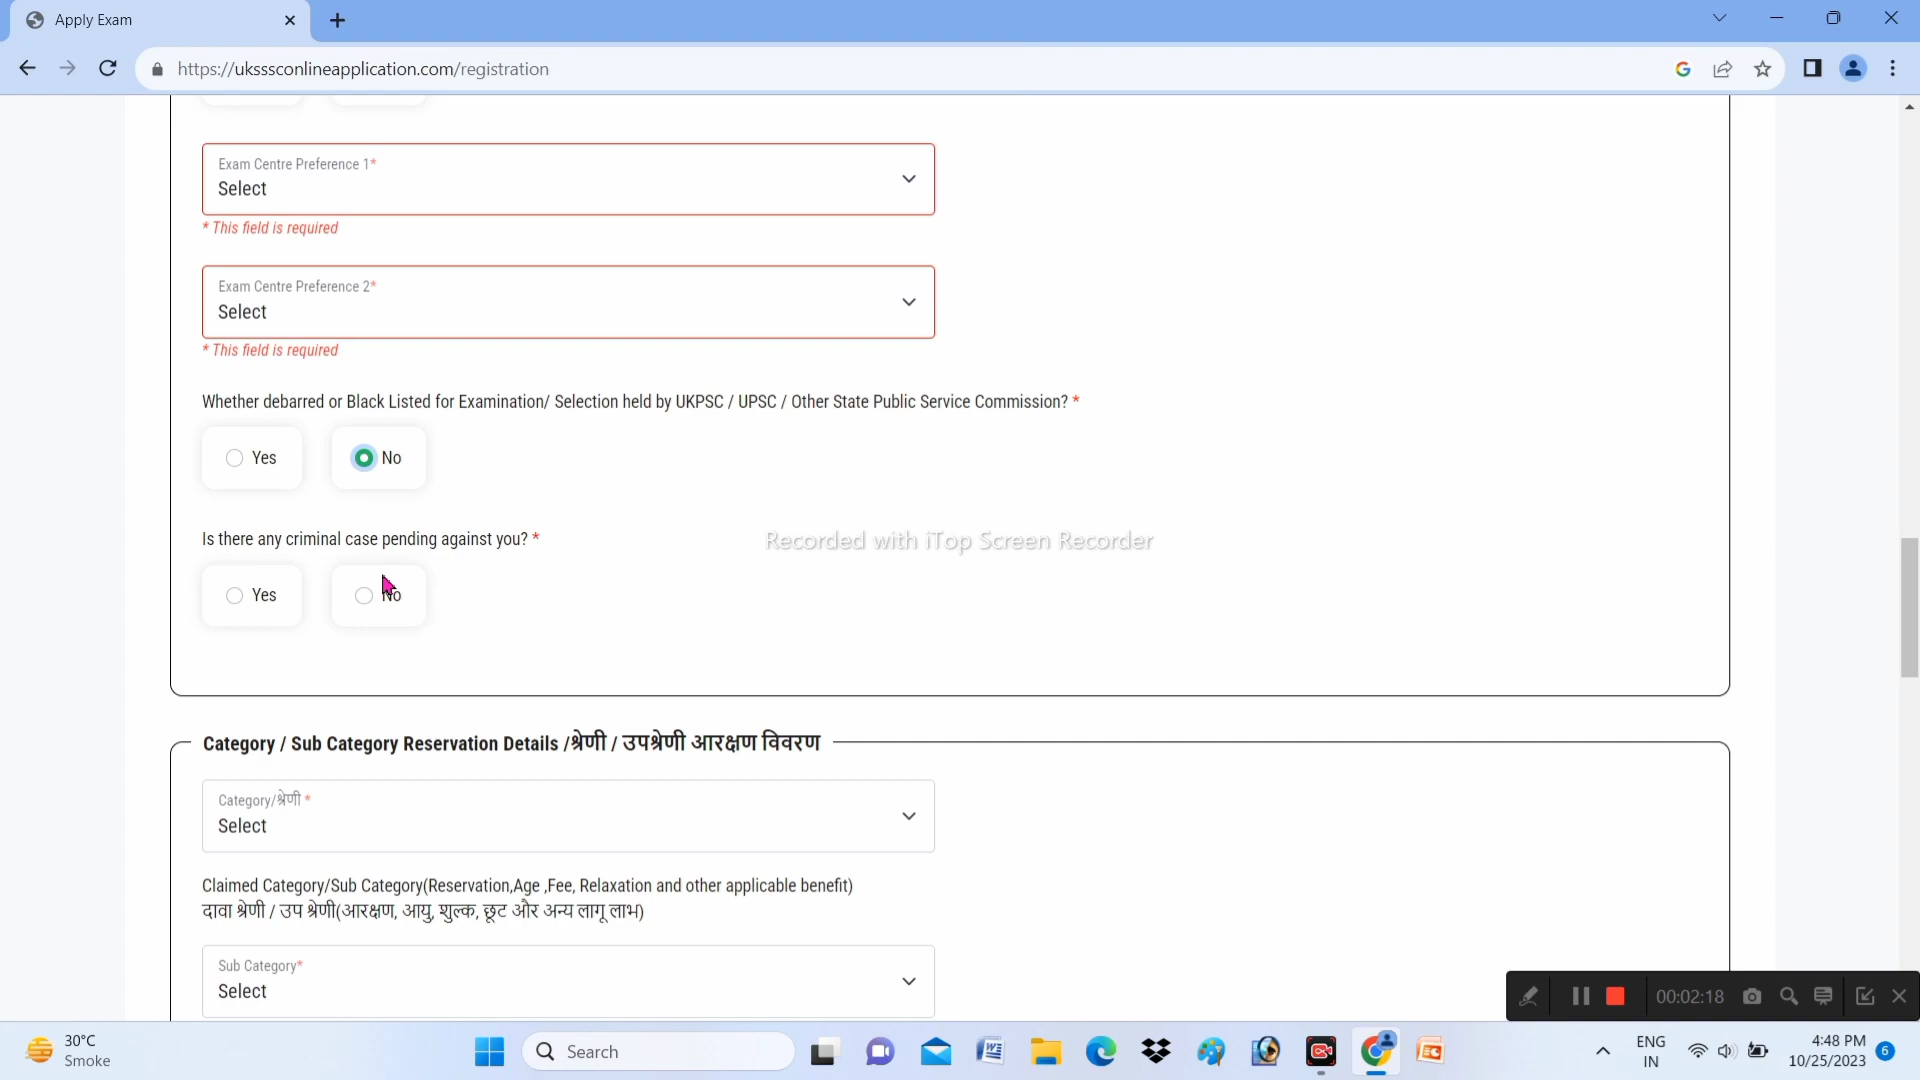 Apply Exam
https://uksssconlineapplication.com/registration
Exam Centre Preference 1*
Select
* This field is required
Exam Centre Preference 2*
Select
* This field is required
Whether debarred or Black Listed for Examination/ Selection held by UKPSC / UPSC / Other State Public Service Commission? *
Yes No
Is there any criminal case pending against you? *
Recorded with iTop Screen Recorder
Yes No
Category / Sub Category Reservation Details /श्रेणी / उपश्रेणी आरक्षण विवरण
Category/श्रेणी *
Select
Claimed Category/Sub Category(Reservation,Age ,Fee, Relaxation and other applicable benefit)
दावा श्रेणी / उप श्रेणी(आरक्षण, आयु, शुल्क, छूट और अन्य लागू लाभ)
Sub Category*
Select
00:02:18
30°C
Smoke
Search
ENG
IN
4:48 PM
10/25/2023
6